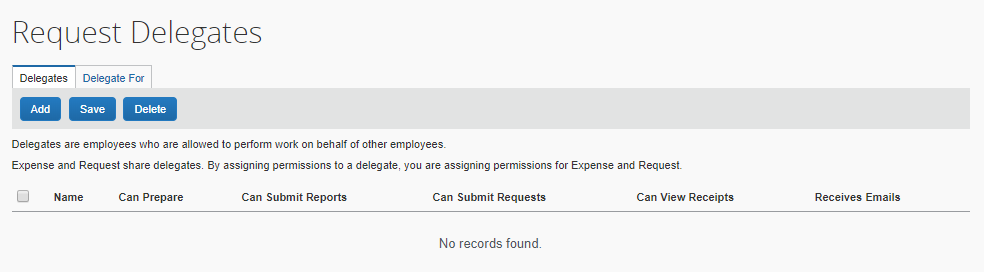 Request Delegates
Delegates Delegate For
Add Save Delete
Delegates are employees who are allowed to perform work on behalf of other employees.
Expense and Request share delegates. By assigning permissions to a delegate, you are assigning permissions for Expense and Request.
Name Can Prepare Can Submit Reports Can Submit Requests Can View Receipts Receives Emails
No records found.